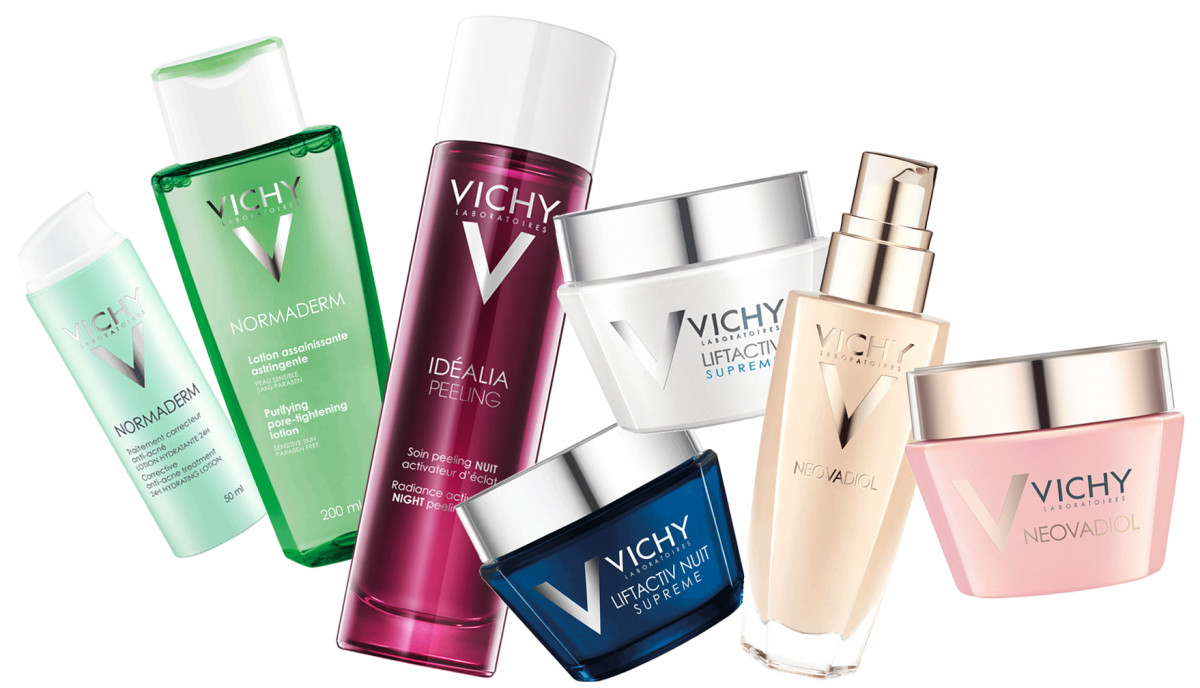 VICHY
LABORATOIRES
NORMADERM
Traitement correcteur
anti-acné
LOTION HYDRATANTE 24H
Corrective
anti-acne treatment
24H HYDRATING LOTION
50 ml
VICHY
LABORATOIRES
NORMADERM
Lotion assainissante
astringente
PEAU SENSIBLE
SANS PARABEN
Purifying
pore-tightening
lotion
SENSITIVE SKIN
PARABEN FREE
200 ml
VICHY
LABORATOIRES
IDÉALIA
PEELING
Soin peeling NUIT
activateur d'éclat
Radiance activ
NIGHT peelin
VICHY
LABORATOIRES
LIFTACTIV
SUPREME
VICHY
LABORATOIRES
LIFTACTIV NUIT
SUPREME
VICHY
LABORATOIRES
NEOVADIOL
VICHY
LABORATOIRES
NEOVADIOL